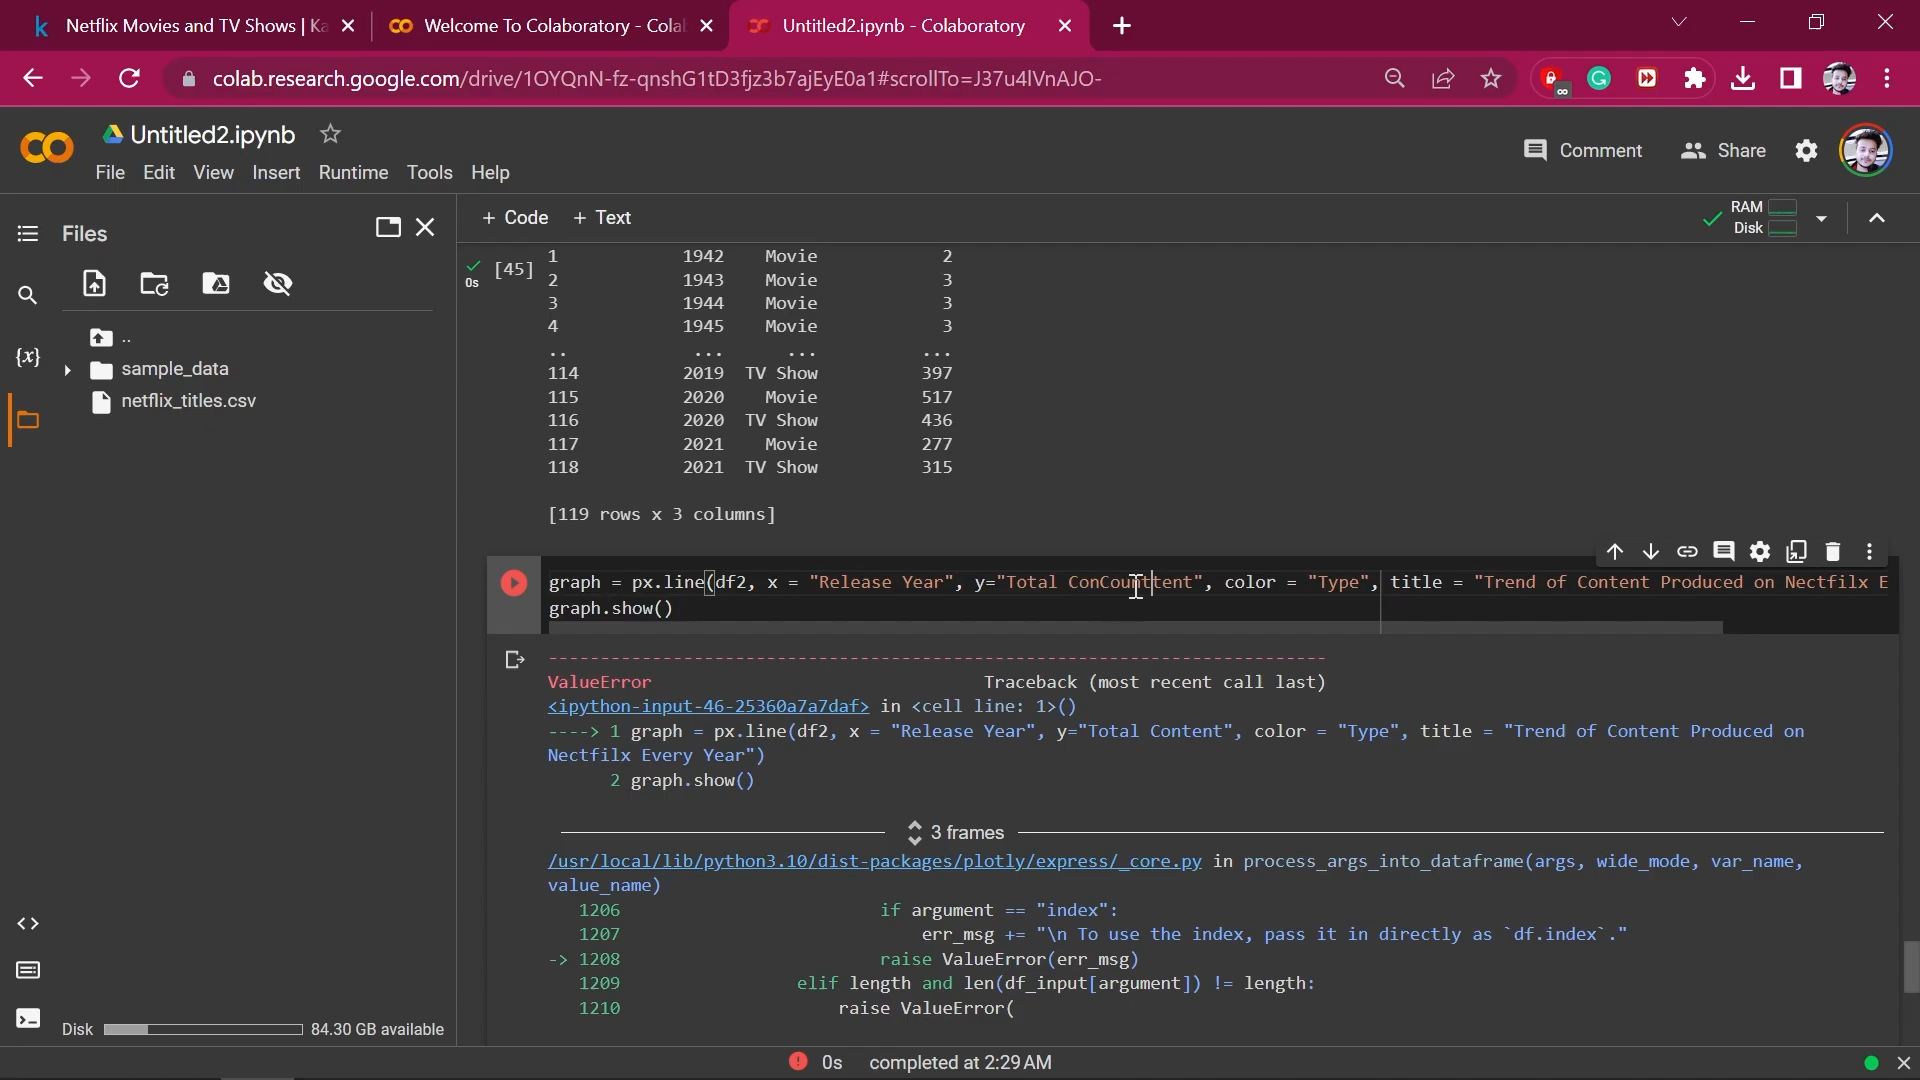 Netflix Movies and TV Shows | Ka
Welcome To Colaboratory - Colab
Untitled2.ipynb - Colaboratory
colab.research.google.com/drive/1OYQnN-fz-qnshG1tD3fjz3b7ajEyE0a1#scrollTo=J37u4lVnAJO-
Untitled2.ipynb
Comment
Share
File Edit View Insert Runtime Tools Help
Files
+ Code + Text
RAM
Disk
..
sample_data
netflix_titles.csv
[45]
0s
1 1942 Movie 2
2 1943 Movie 3
3 1944 Movie 3
4 1945 Movie 3
.. ... ... ...
114 2019 TV Show 397
115 2020 Movie 517
116 2020 TV Show 436
117 2021 Movie 277
118 2021 TV Show 315
[119 rows x 3 columns]
graph = px.line(df2, x = "Release Year", y="Total ConCounttent", color = "Type", title = "Trend of Content Produced on Nectfilx E
graph.show()
---------------------------------------------------------------------------
ValueError Traceback (most recent call last)
<ipython-input-46-25360a7a7daf> in <cell line: 1>()
----> 1 graph = px.line(df2, x = "Release Year", y="Total Content", color = "Type", title = "Trend of Content Produced on
Nectfilx Every Year")
2 graph.show()
3 frames
/usr/local/lib/python3.10/dist-packages/plotly/express/_core.py in process_args_into_dataframe(args, wide_mode, var_name,
value_name)
1206 if argument == "index":
1207 err_msg += "\n To use the index, pass it in directly as `df.index`."
-> 1208 raise ValueError(err_msg)
1209 elif length and len(df_input[argument]) != length:
1210 raise ValueError(
Disk 84.30 GB available
0s completed at 2:29 AM